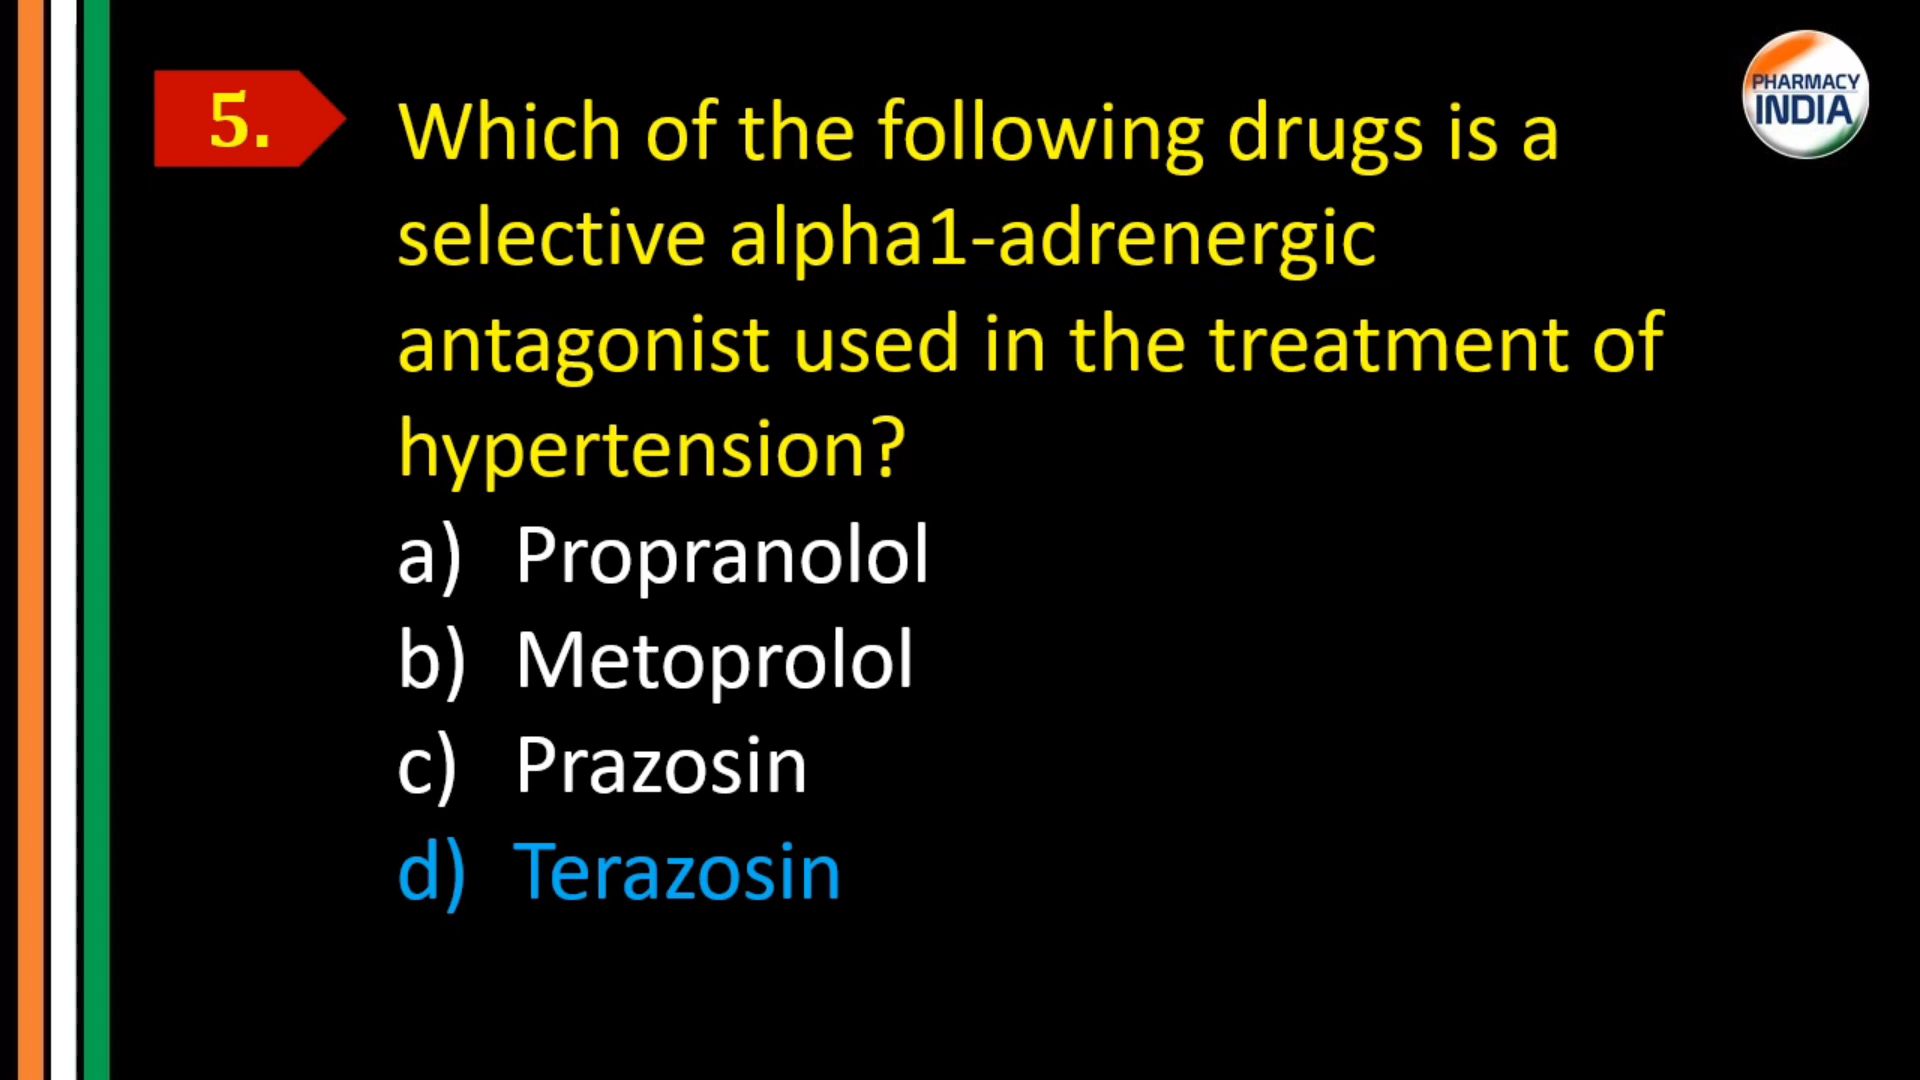 5.
Which of the following drugs is a
selective alpha1-adrenergic
antagonist used in the treatment of
hypertension?
a) Propranolol
b) Metoprolol
c) Prazosin
d) Terazosin
PHARMACY
INDIA